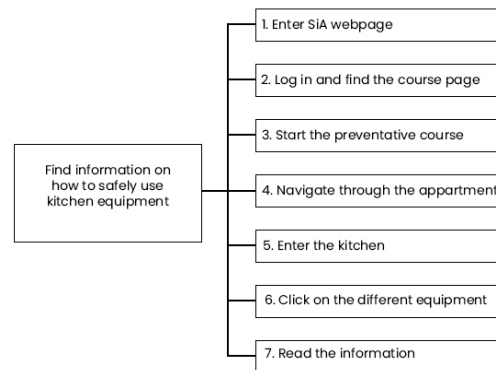 Find information on
how to safely use
kitchen equipment
1. Enter SiA webpage
2. Log in and find the course page
3. Start the preventative course
4. Navigate through the appartment
5. Enter the kitchen
6. Click on the different equipment
7. Read the information